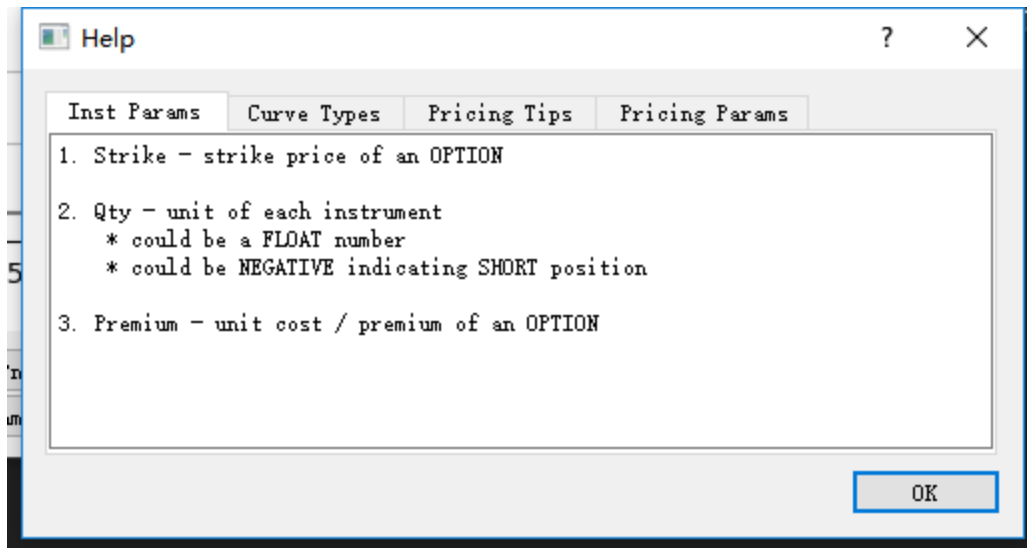 Help
Inst Params
Curve Types
Pricing Tips
Pricing Params
1. Strike - strike price of an OPTION
2. Qty - unit of each instrument
* could be a FLOAT number
* could be NEGATIVE indicating SHORT position
3. Premium - unit cost / premium of an OPTION
5
OK